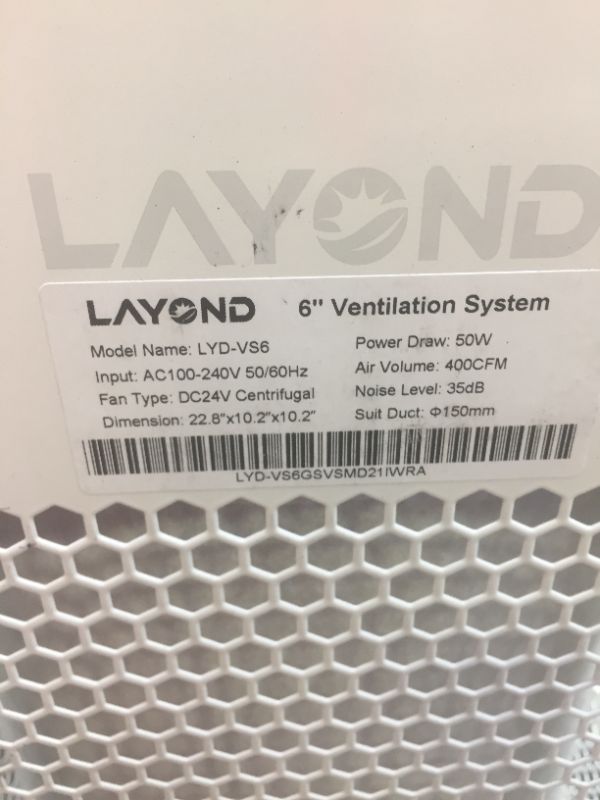 LAYOND
LAYOND 6" Ventilation System
Model Name: LYD-VS6
Input: AC100-240V 50/60Hz
Fan Type: DC24V Centrifugal
Dimension: 22.8"x10.2"x10.2"
Power Draw: 50W
Air Volume: 400CFM
Noise Level: 35dB
Suit Duct: Φ150mm
LYD-VS6GSVSMD21IWRA